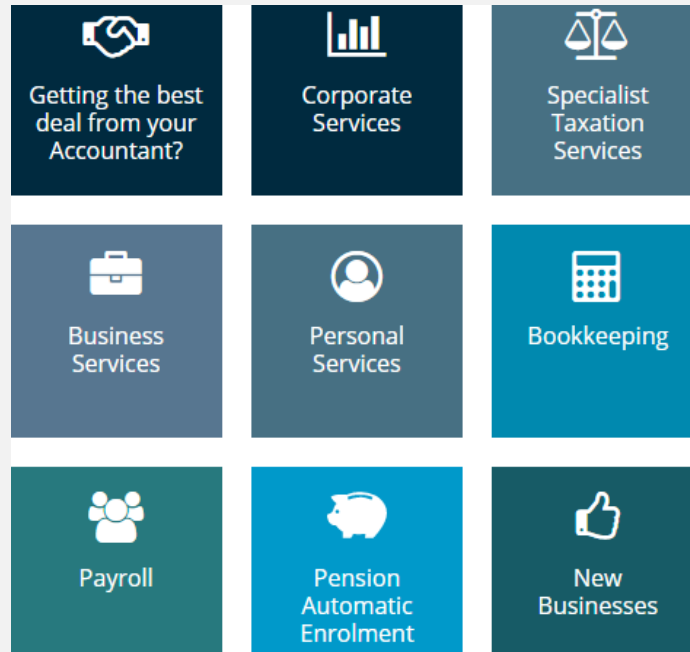 Getting the best
deal from your
Accountant?
Corporate
Services
Specialist
Taxation
Services
Business
Services
Personal
Services
Bookkeeping
Payroll
Pension
Automatic
Enrolment
New
Businesses